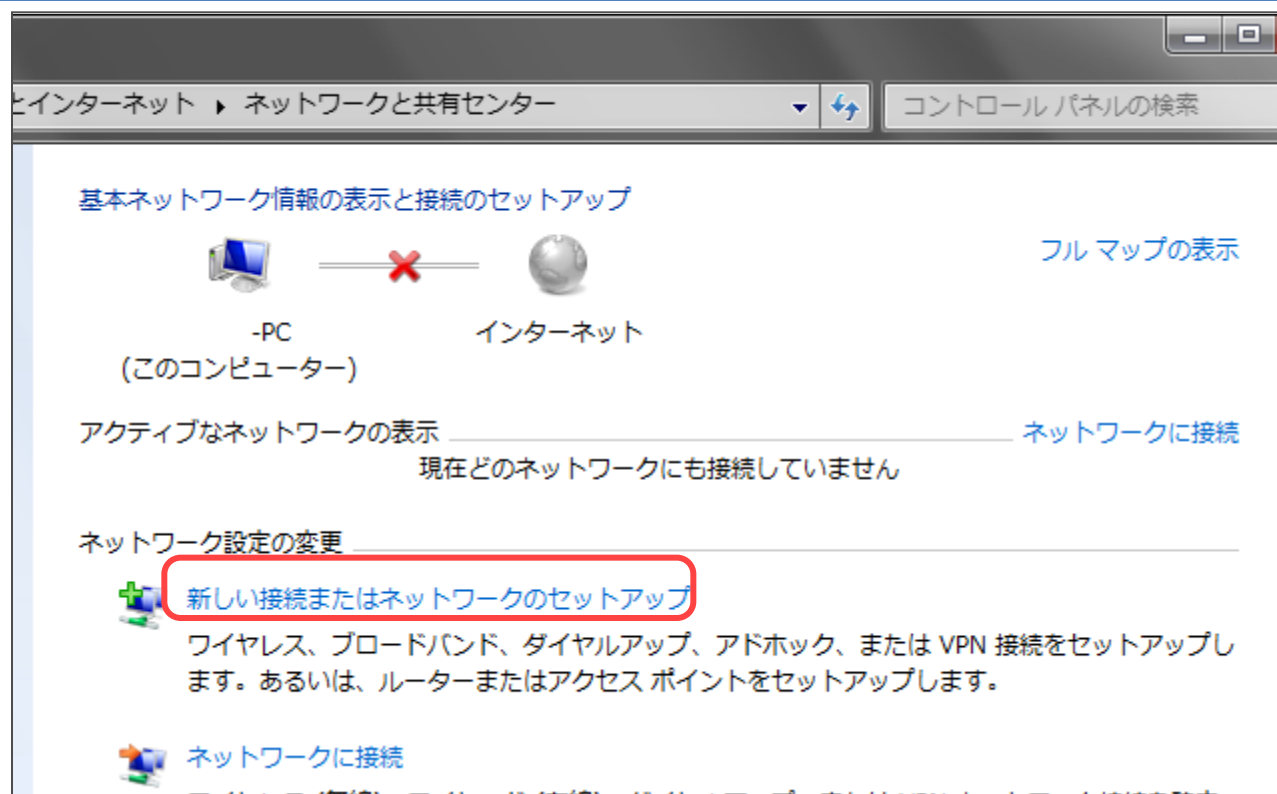 とインターネット ▸ ネットワークと共有センター
コントロール パネルの検索
基本ネットワーク情報の表示と接続のセットアップ
フル マップの表示
-PC
インターネット
(このコンピューター)
アクティブなネットワークの表示
ネットワークに接続
現在どのネットワークにも接続していません
ネットワーク設定の変更
新しい接続またはネットワークのセットアップ
ワイヤレス、ブロードバンド、ダイヤルアップ、アドホック、または VPN 接続をセットアップし
ます。あるいは、ルーターまたはアクセス ポイントをセットアップします。
ネットワークに接続